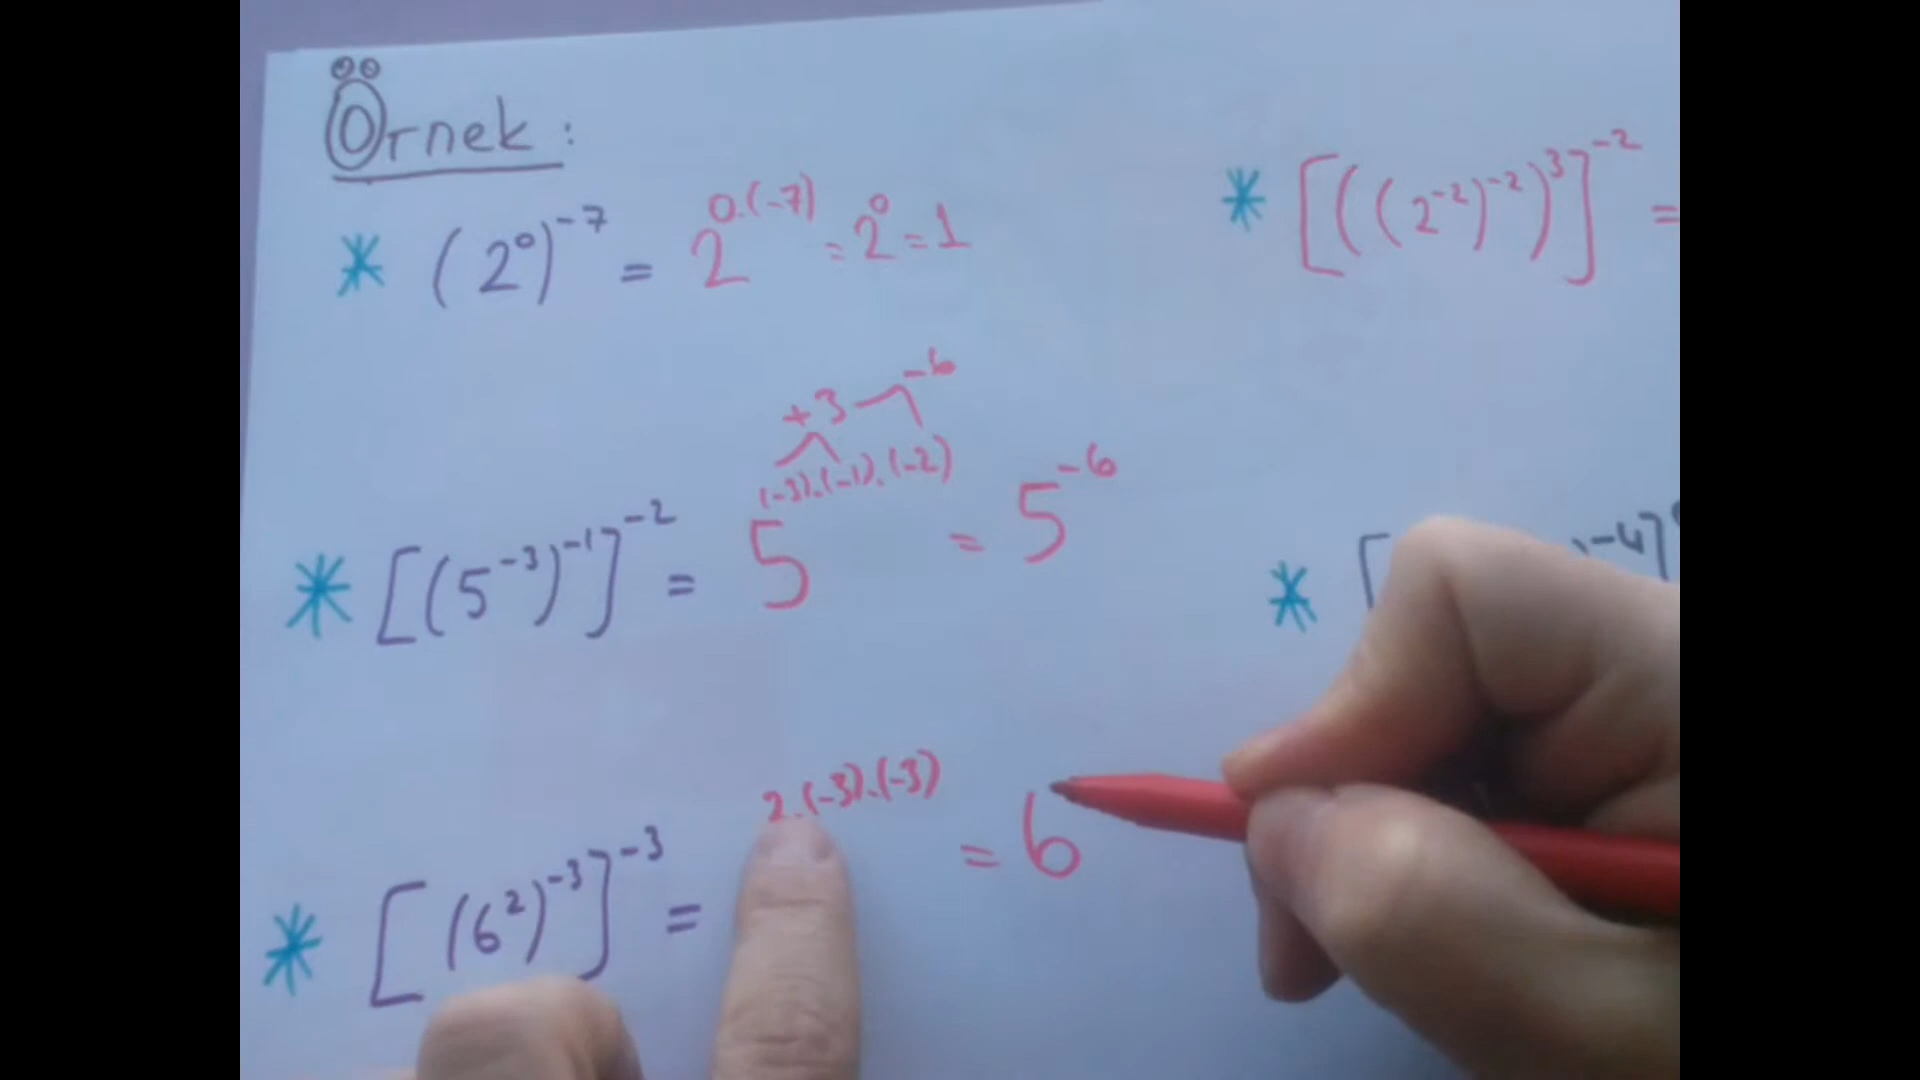 Örnek:
* (2⁰)⁻⁷ = 2^0.(-7) = 2⁰ = 1
* [((2⁻²)⁻²)³]⁻² =
-6
+3
* [(5⁻³)⁻¹]⁻² = 5^(-3).(-1).(-2) = 5⁻⁶
* [ ⁻⁴]
* [(6²)⁻³]⁻³ = 2.(-3).(-3) = 6